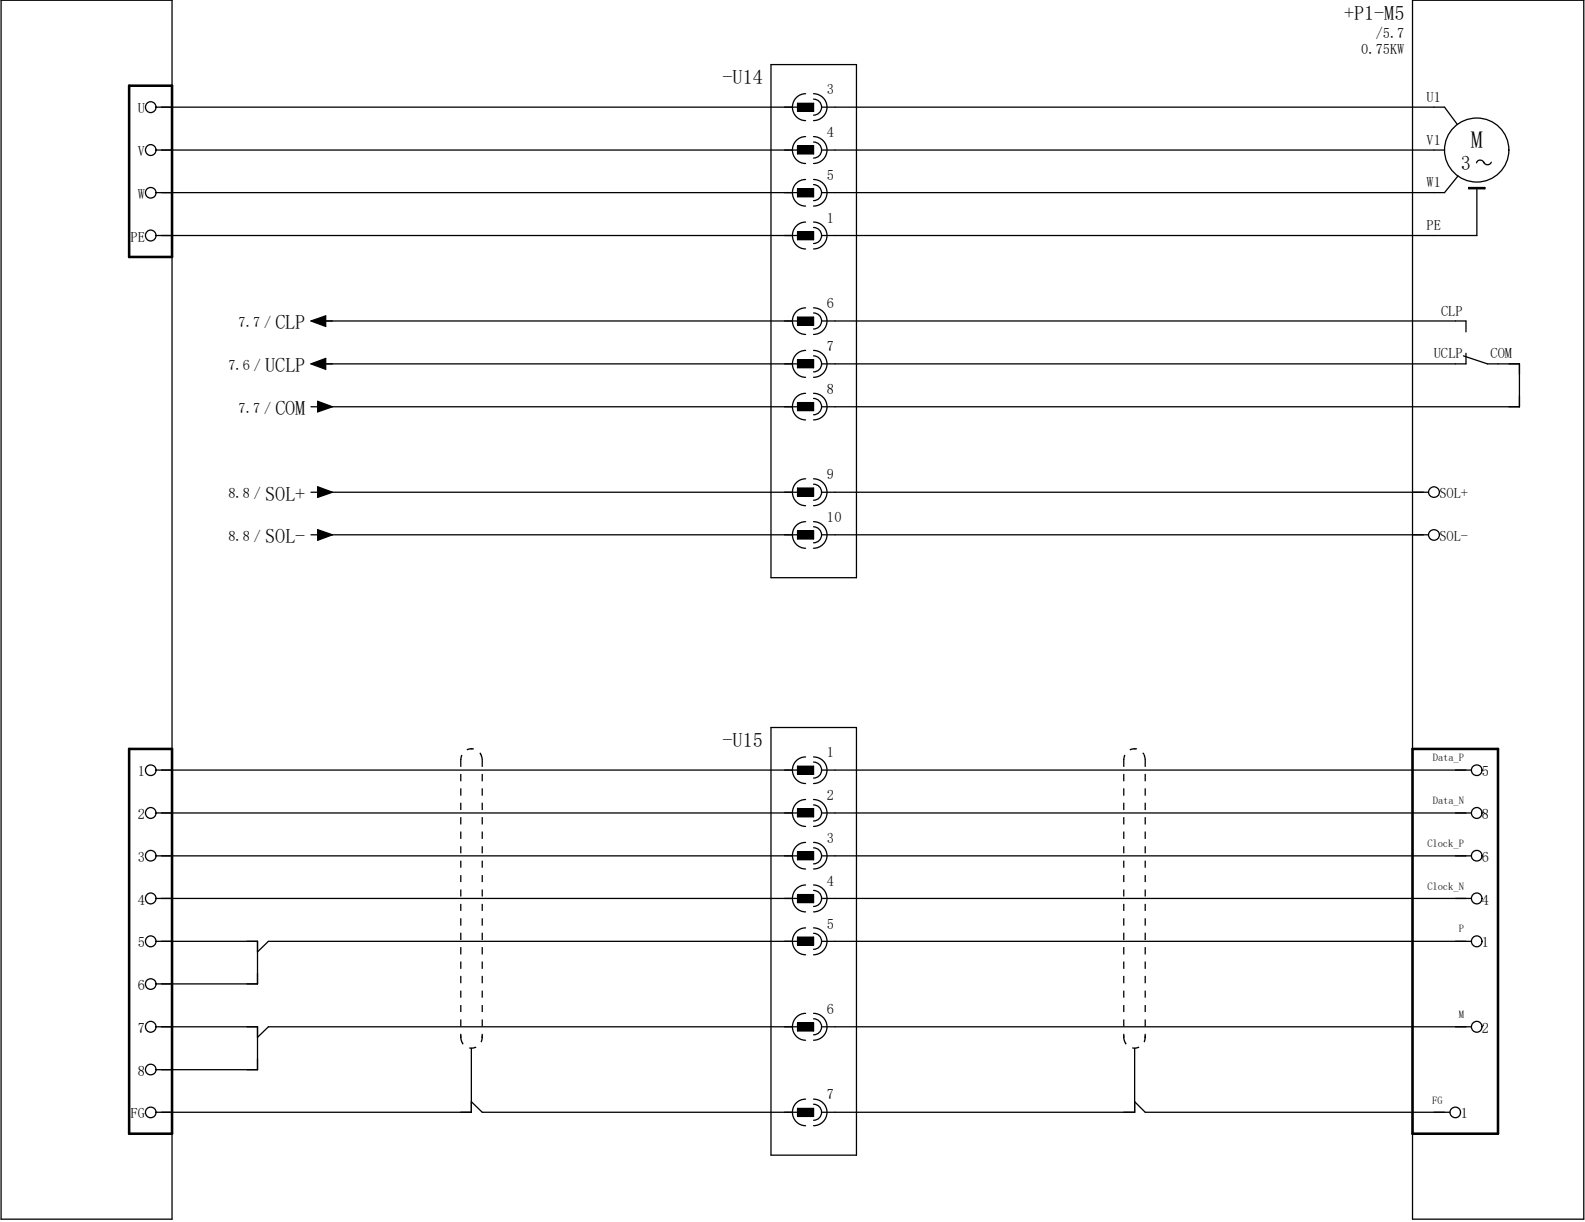 +P1-M5
/5.7
0.75KW
-U14
3
U
U1
4
V
V1
M
3～
5
W
W1
1
PE
PE
6
7.7/CLP
CLP
7
7.6/UCLP
UCLP
COM
8
7.7/COM
9
8.8/SOL+
SOL+
10
8.8/SOL-
SOL-
-U15
1
1
Data_P
5
2
2
Data_N
8
3
3
Clock_P
6
4
4
Clock_N
4
5
5
P
1
6
7
6
M
2
8
FG
7
FG
1